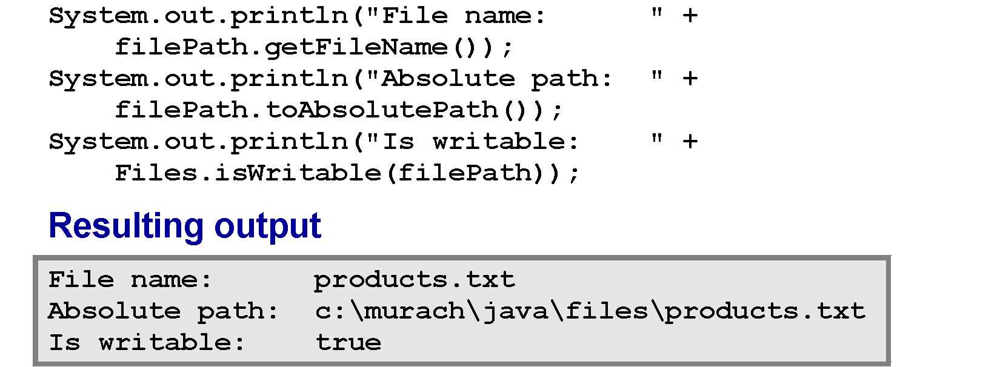 System.out.println("File name:      " +
    filePath.getFileName());
System.out.println("Absolute path:  " +
    filePath.toAbsolutePath());
System.out.println("Is writable:    " +
    Files.isWritable(filePath));
Resulting output
File name:      products.txt
Absolute path:  c:\murach\java\files\products.txt
Is writable:    true